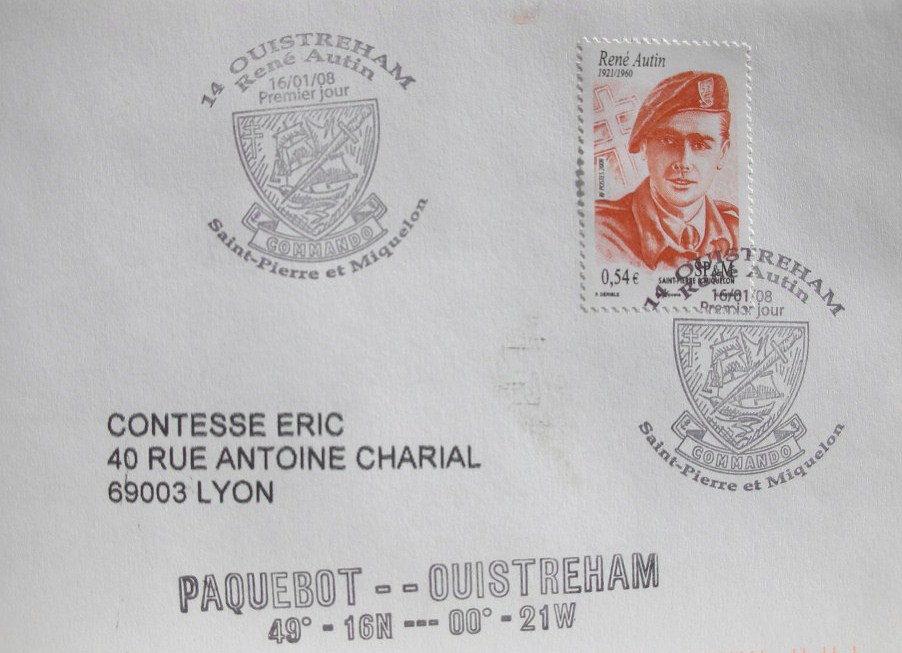 14 OUISTREHAM
René Autin
16/01/08
Premier jour
COMMANDO
Saint-Pierre et Miquelon
René Autin
1921/1960
POSTES 2008
0,54 €
SP&M
SAINT-PIERRE & MIQUELON
14 OUISTREHAM
René Autin
16/01/08
Premier jour
COMMANDO
Saint-Pierre et Miquelon
CONTESSE ERIC
40 RUE ANTOINE CHARIAL
69003 LYON
PAQUEBOT -- OUISTREHAM
49° - 16N --- 00° - 21W